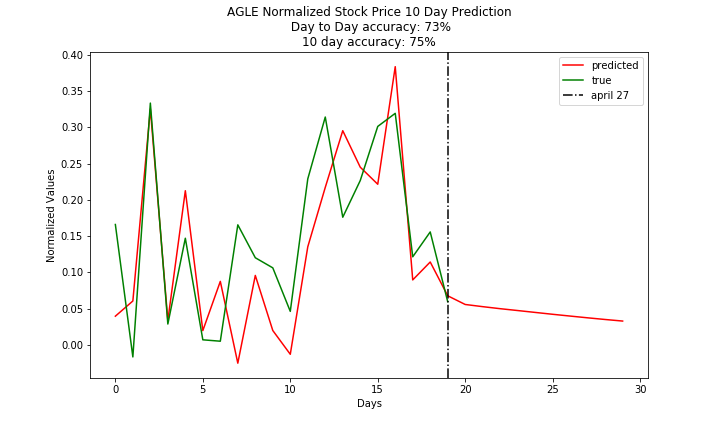 AGLE Normalized Stock Price 10 Day Prediction
Day to Day accuracy: 73%
10 day accuracy: 75%
predicted
true
april 27
0.40
0.35
0.30
0.25
0.20
0.15
0.10
0.05
0.00
Normalized Values
0 5 10 15 20 25 30
Days